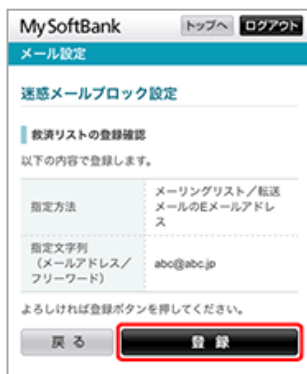 My SoftBank トップへ ログアウト
メール設定
迷惑メールブロック設定
救済リストの登録確認
以下の内容で登録します。
指定方法
メーリングリスト／転送
メールのEメールアドレ
ス
指定文字列
（メールアドレス／
フリーワード）
abc@abc.jp
よろしければ登録ボタンを押してください。
戻る 登録